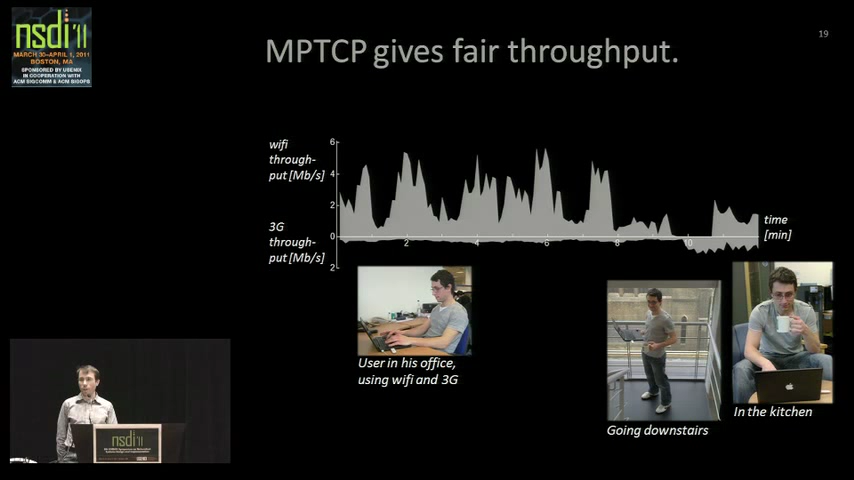 nsdi'11
MARCH 30–APRIL 1, 2011
BOSTON, MA
SPONSORED BY USENIX
IN COOPERATION WITH
ACM SIGCOMM & ACM SIGOPS
19
MPTCP gives fair throughput.
wifi
through-
put [Mb/s]
6
4
2
0
3G
through-
put [Mb/s]
2
2
4
6
8
10
time
[min]
User in his office,
using wifi and 3G
Going downstairs
In the kitchen
nsdi'11